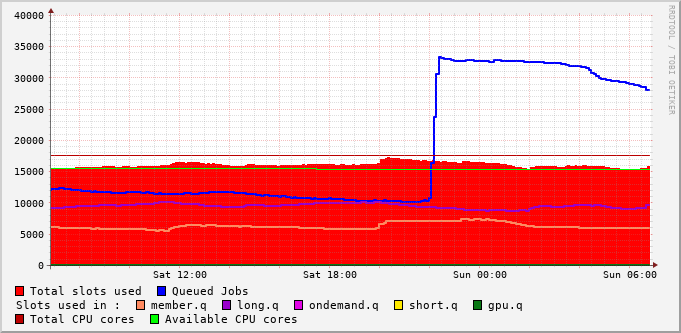 40000
35000
30000
25000
20000
15000
10000
5000
0
Sat 12:00 Sat 18:00 Sun 00:00 Sun 06:00
Total slots used Queued Jobs
Slots used in : member.q long.q ondemand.q short.q gpu.q
Total CPU cores Available CPU cores
RRDTOOL / TOBI OETIKER